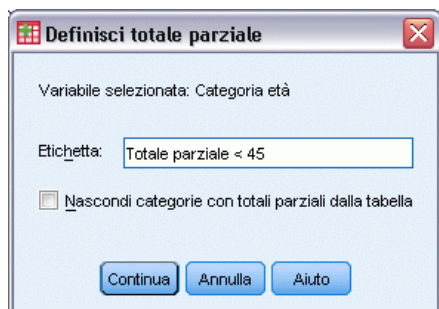 Definisci totale parziale
Variabile selezionata: Categoria età
Etichetta: Totale parziale < 45
Nascondi categorie con totali parziali dalla tabella
Continua Annulla Aiuto